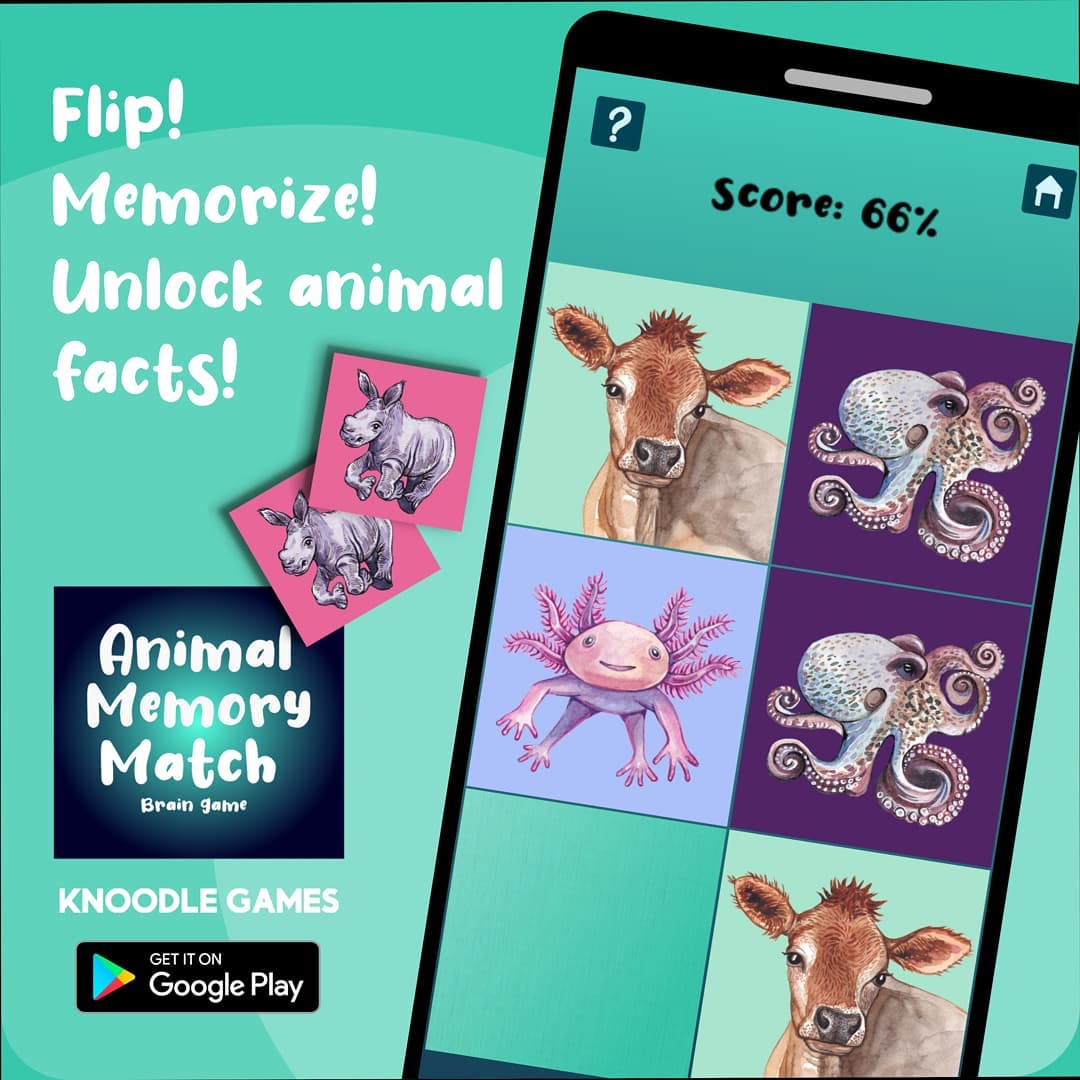 Flip!
Memorize!
Unlock animal
facts!
?
Score: 66%
Animal
Memory
Match
Brain game
KNOODLE GAMES
GET IT ON
Google Play